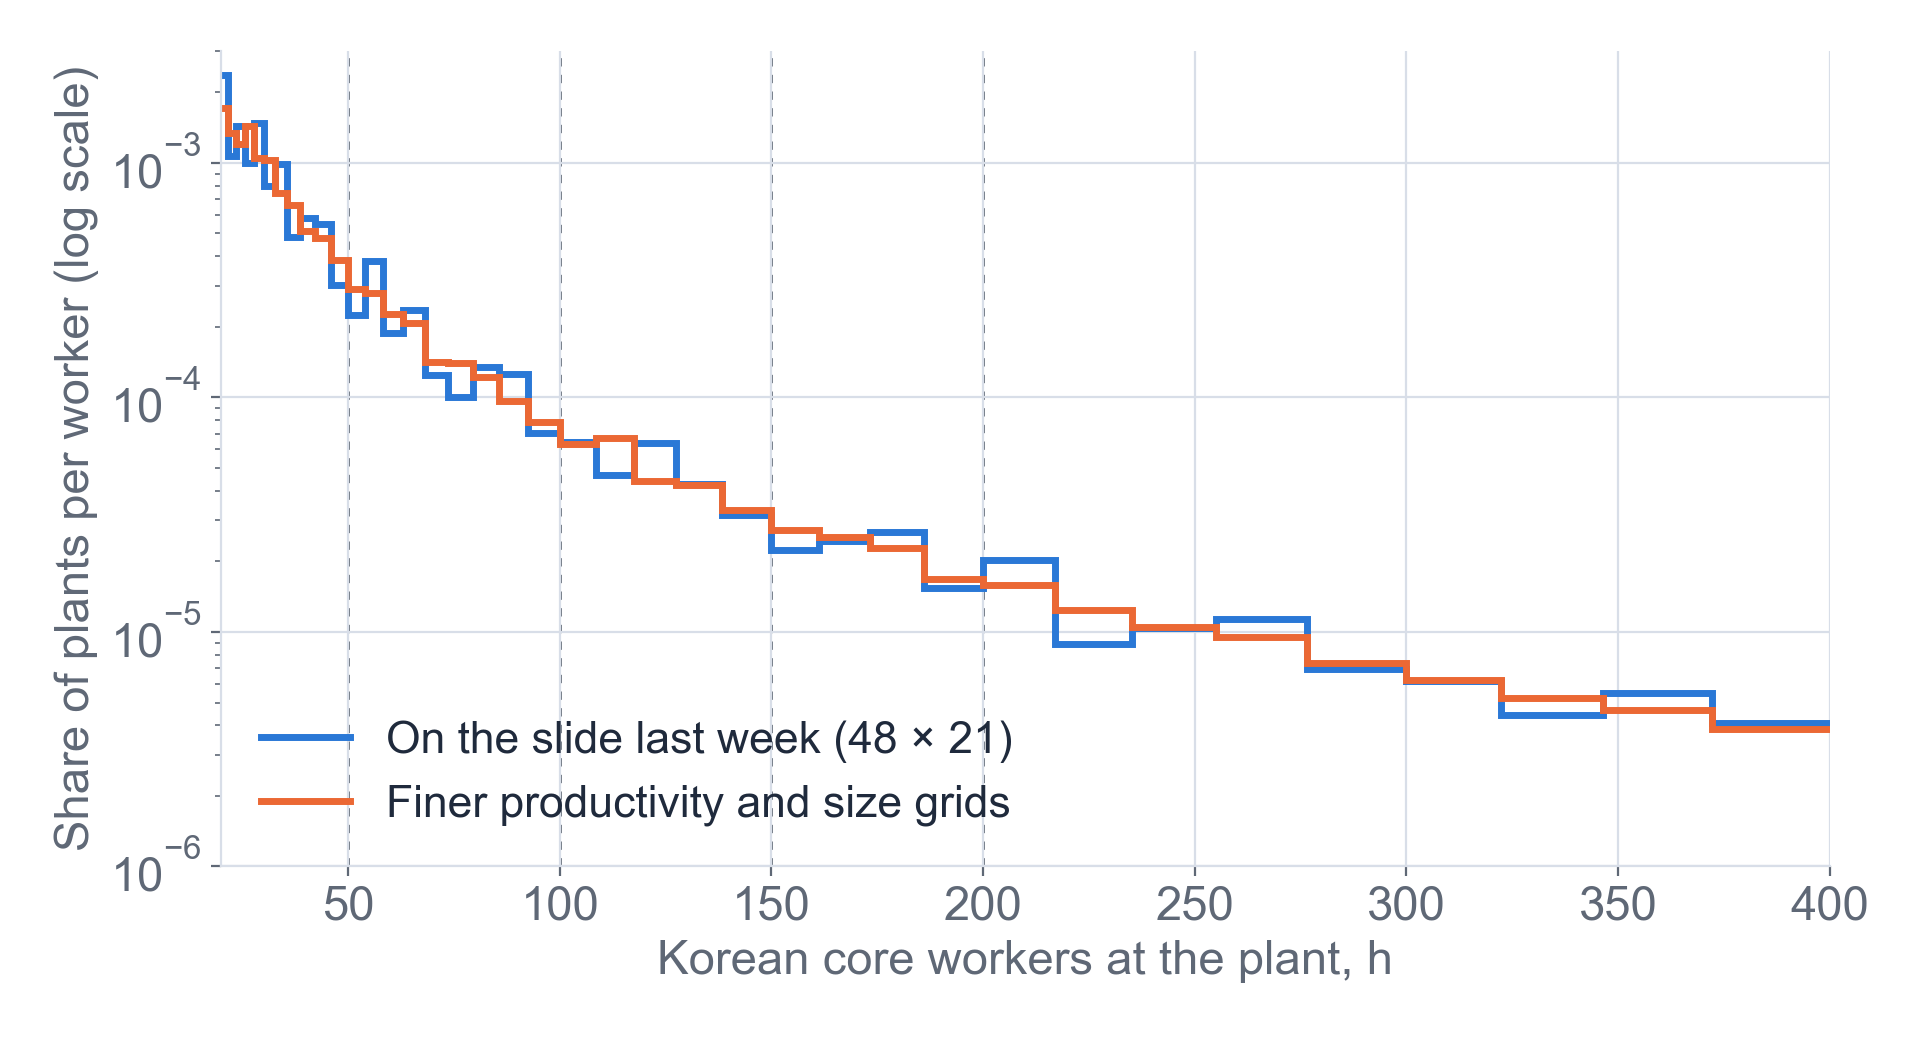 Share of plants per worker (log scale)
10⁻³
10⁻⁴
10⁻⁵
10⁻⁶
On the slide last week (48 × 21)
Finer productivity and size grids
50 100 150 200 250 300 350 400
Korean core workers at the plant, h